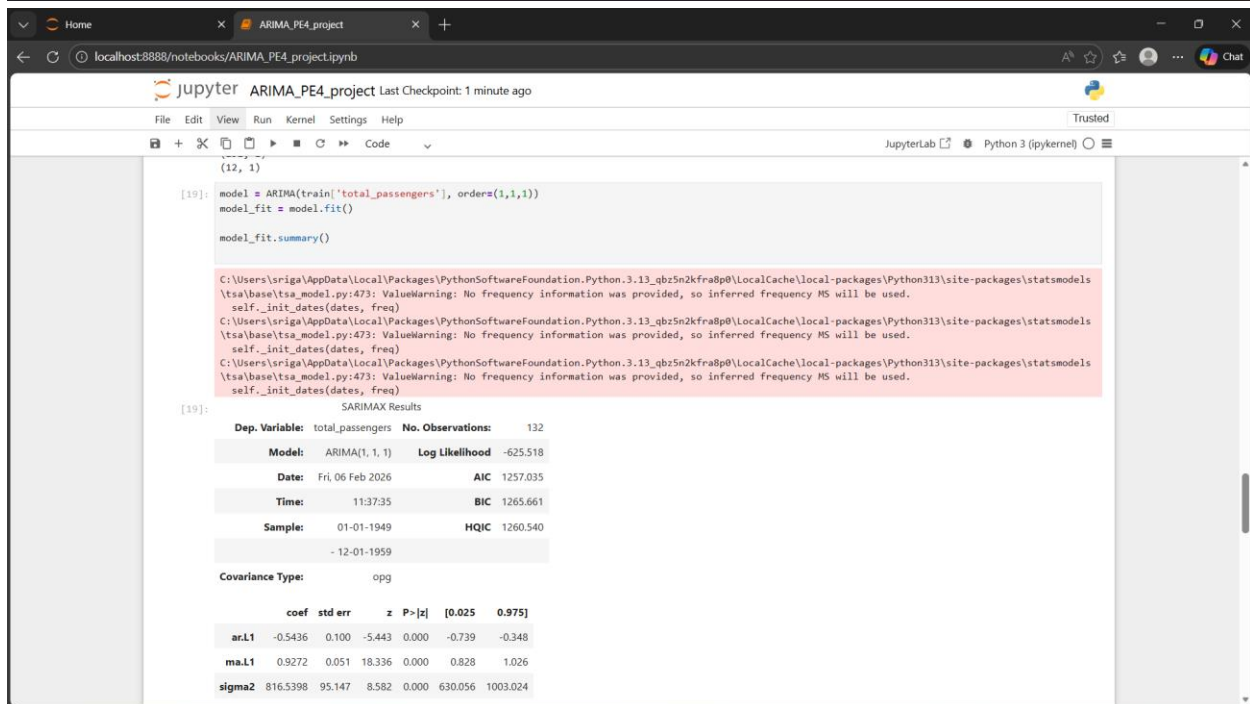 Home
ARIMA_PE4_project
localhost:8888/notebooks/ARIMA_PE4_project.ipynb
Chat
jupyter ARIMA_PE4_project Last Checkpoint: 1 minute ago
File Edit View Run Kernel Settings Help
Trusted
Code
JupyterLab Python 3 (ipykernel)
(12, 1)
[19]: model = ARIMA(train['total_passengers'], order=(1,1,1))
model_fit = model.fit()
model_fit.summary()
C:\Users\sriga\AppData\Local\Packages\PythonSoftwareFoundation.Python.3.13_qbz5n2kfra8p0\LocalCache\local-packages\Python313\site-packages\statsmodels
\tsa\base\tsa_model.py:473: ValueWarning: No frequency information was provided, so inferred frequency MS will be used.
self._init_dates(dates, freq)
C:\Users\sriga\AppData\Local\Packages\PythonSoftwareFoundation.Python.3.13_qbz5n2kfra8p0\LocalCache\local-packages\Python313\site-packages\statsmodels
\tsa\base\tsa_model.py:473: ValueWarning: No frequency information was provided, so inferred frequency MS will be used.
self._init_dates(dates, freq)
C:\Users\sriga\AppData\Local\Packages\PythonSoftwareFoundation.Python.3.13_qbz5n2kfra8p0\LocalCache\local-packages\Python313\site-packages\statsmodels
\tsa\base\tsa_model.py:473: ValueWarning: No frequency information was provided, so inferred frequency MS will be used.
self._init_dates(dates, freq)
[19]: SARIMAX Results
Dep. Variable: total_passengers No. Observations: 132
Model: ARIMA(1, 1, 1) Log Likelihood -625.518
Date: Fri, 06 Feb 2026 AIC 1257.035
Time: 11:37:35 BIC 1265.661
Sample: 01-01-1949 HQIC 1260.540
- 12-01-1959
Covariance Type: opg
coef std err z P>|z| [0.025 0.975]
ar.L1 -0.5436 0.100 -5.443 0.000 -0.739 -0.348
ma.L1 0.9272 0.051 18.336 0.000 0.828 1.026
sigma2 816.5398 95.147 8.582 0.000 630.056 1003.024